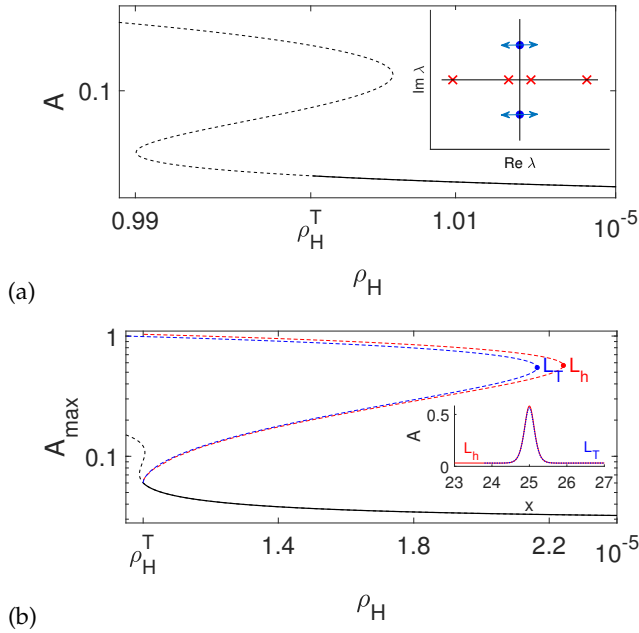 A
0.1
Im λ
Re λ
0.99
ρ_H^T
1.01
10^-5
(a)
ρ_H
A_max
1
0.1
L_T
L_h
A
0.5
0
L_h
L_T
23 24 25 26 27
x
ρ_H^T
1.4
1.8
2.2
10^-5
(b)
ρ_H